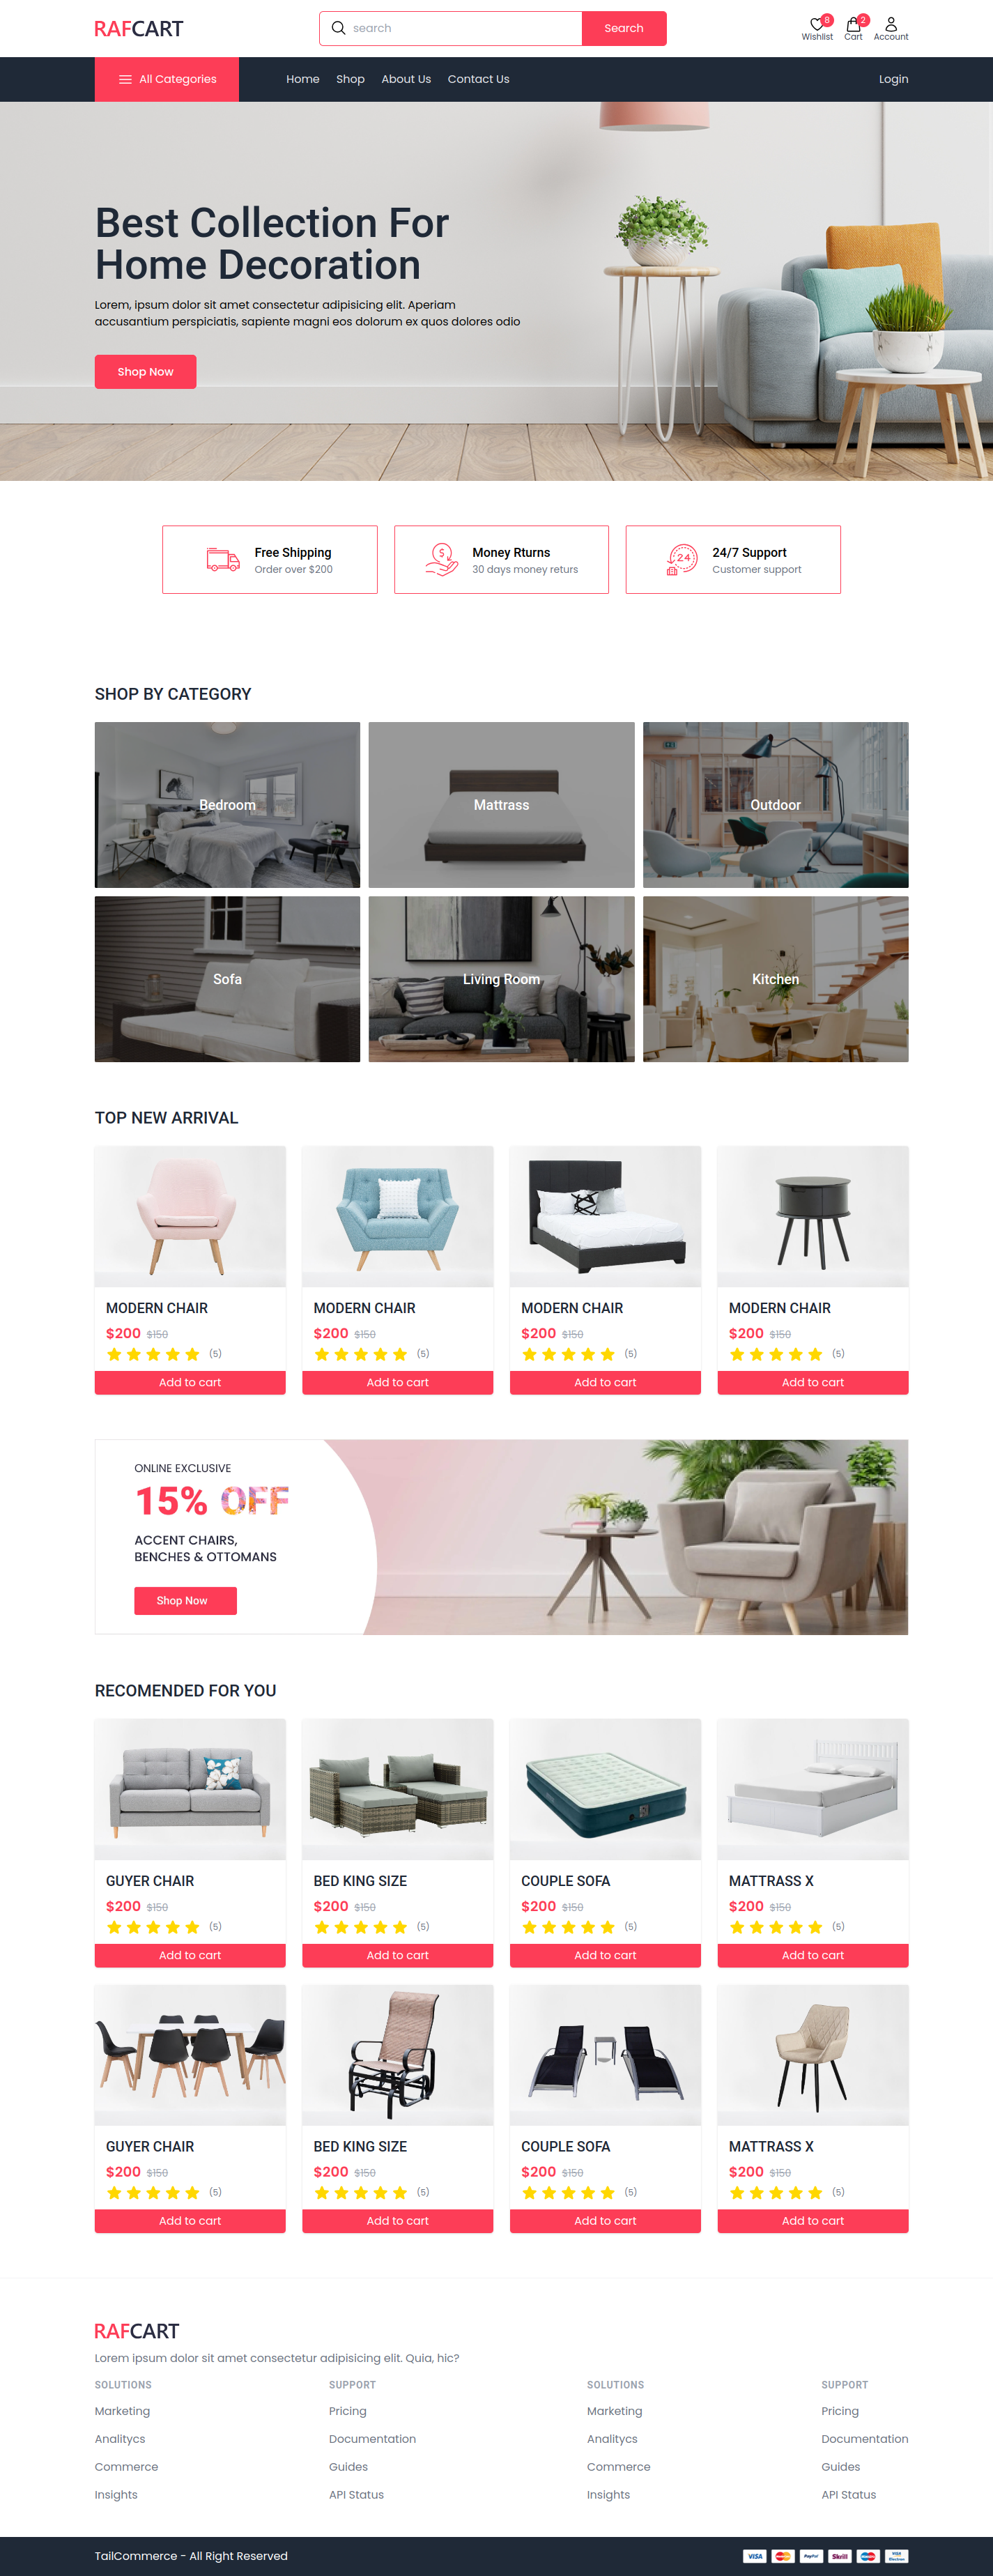 RAFCART
search
Search
8
2
Wishlist
Cart
Account
All Categories
Home
Shop
About Us
Contact Us
Login
Best Collection For
Home Decoration
Lorem, ipsum dolor sit amet consectetur adipisicing elit. Aperiam
accusantium perspiciatis, sapiente magni eos dolorum ex quos dolores odio
Shop Now
Free Shipping
Order over $200
$
Money Rturns
30 days money returs
24
24/7 Support
Customer support
SHOP BY CATEGORY
Bedroom
Mattrass
Outdoor
Sofa
Living Room
Kitchen
TOP NEW ARRIVAL
MODERN CHAIR
$200 $150
(5)
Add to cart
MODERN CHAIR
$200 $150
(5)
Add to cart
MODERN CHAIR
$200 $150
(5)
Add to cart
MODERN CHAIR
$200 $150
(5)
Add to cart
ONLINE EXCLUSIVE
15% OFF
ACCENT CHAIRS,
BENCHES & OTTOMANS
Shop Now
RECOMENDED FOR YOU
GUYER CHAIR
$200 $150
(5)
Add to cart
BED KING SIZE
$200 $150
(5)
Add to cart
COUPLE SOFA
$200 $150
(5)
Add to cart
MATTRASS X
$200 $150
(5)
Add to cart
GUYER CHAIR
$200 $150
(5)
Add to cart
BED KING SIZE
$200 $150
(5)
Add to cart
COUPLE SOFA
$200 $150
(5)
Add to cart
MATTRASS X
$200 $150
(5)
Add to cart
RAFCART
Lorem ipsum dolor sit amet consectetur adipisicing elit. Quia, hic?
SOLUTIONS
Marketing
Analitycs
Commerce
Insights
SUPPORT
Pricing
Documentation
Guides
API Status
SOLUTIONS
Marketing
Analitycs
Commerce
Insights
SUPPORT
Pricing
Documentation
Guides
API Status
TailCommerce - All Right Reserved
VISA
PayPal
Skrill
VISA
Electron